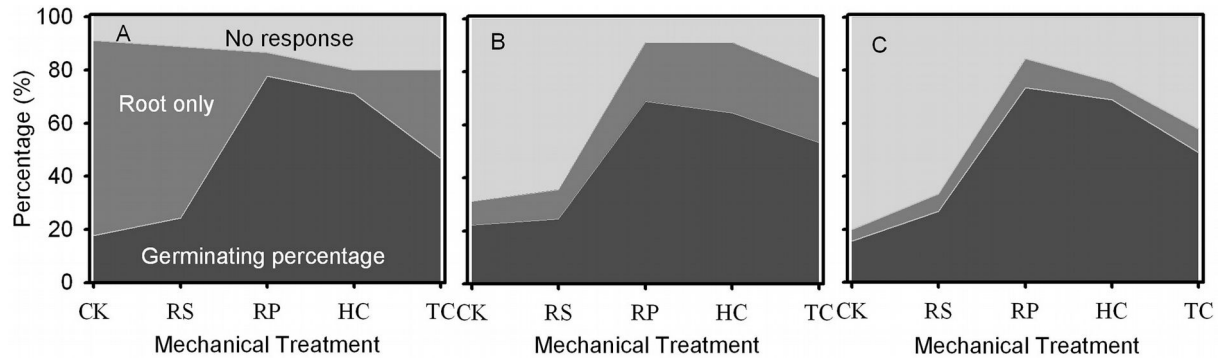 Percentage (%)
100
80
60
40
20
0
A
No response
Root only
Germinating percentage
CK RS RP HC TC
Mechanical Treatment
B
CK RS RP HC TC
Mechanical Treatment
C
CK RS RP HC TC
Mechanical Treatment